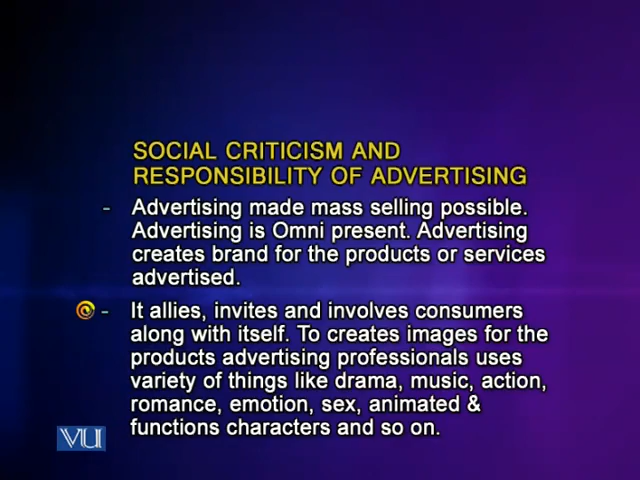 SOCIAL CRITICISM AND
RESPONSIBILITY OF ADVERTISING
- Advertising made mass selling possible.
Advertising is Omni present. Advertising
creates brand for the products or services
advertised.
- It allies, invites and involves consumers
along with itself. To creates images for the
products advertising professionals uses
variety of things like drama, music, action,
romance, emotion, sex, animated &
functions characters and so on.
VU